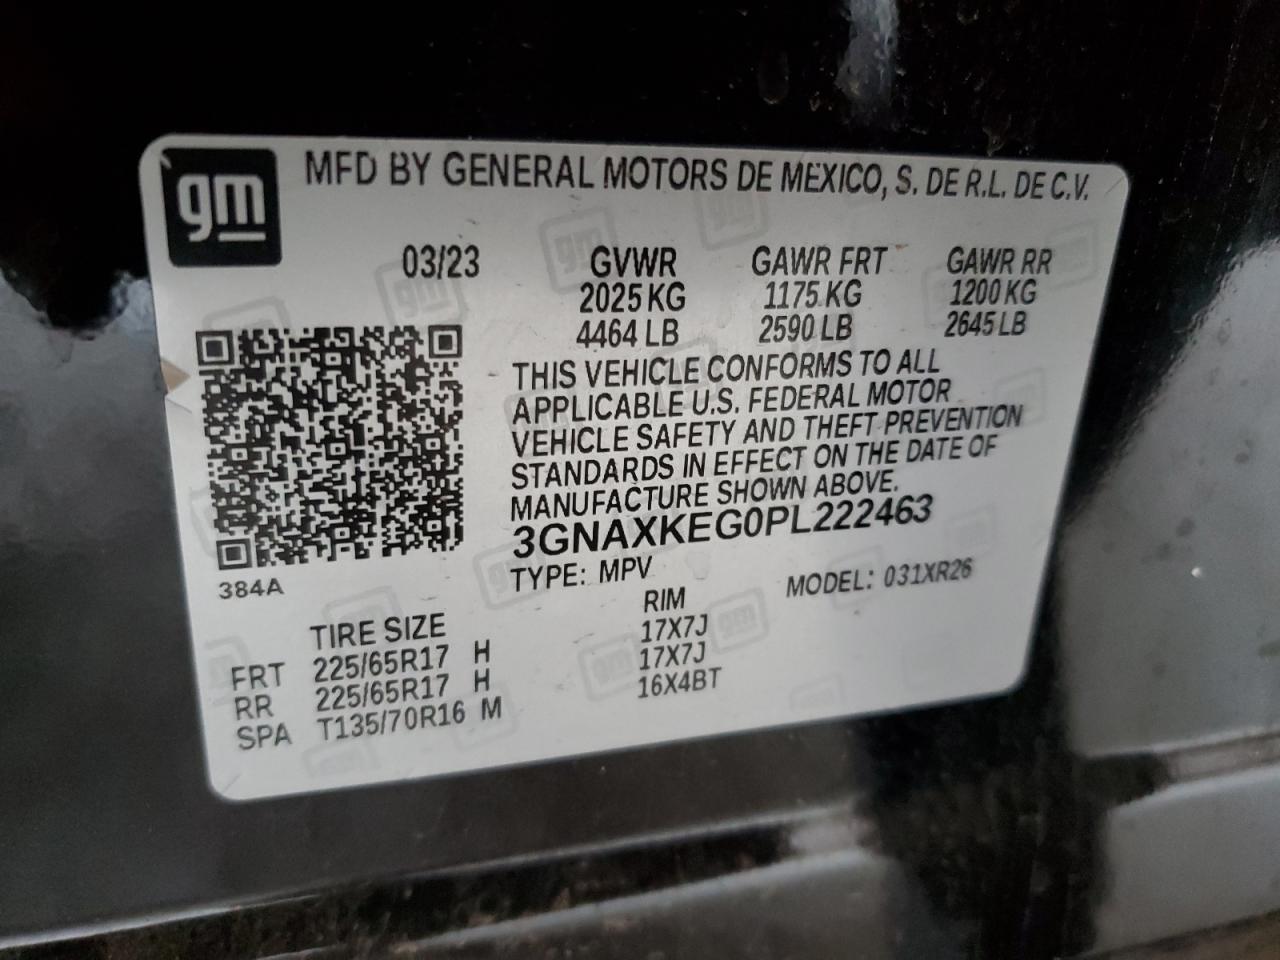 gm
MFD BY GENERAL MOTORS DE MEXICO, S. DE R.L. DE C.V.
03/23 GVWR GAWR FRT GAWR RR
2025 KG 1175 KG 1200 KG
4464 LB 2590 LB 2645 LB
THIS VEHICLE CONFORMS TO ALL
APPLICABLE U.S. FEDERAL MOTOR
VEHICLE SAFETY AND THEFT PREVENTION
STANDARDS IN EFFECT ON THE DATE OF
MANUFACTURE SHOWN ABOVE.
3GNAXKEG0PL222463
TYPE: MPV MODEL: 031XR26
384A
TIRE SIZE RIM
FRT 225/65R17 H 17X7J
RR 225/65R17 H 17X7J
SPA T135/70R16 M 16X4BT